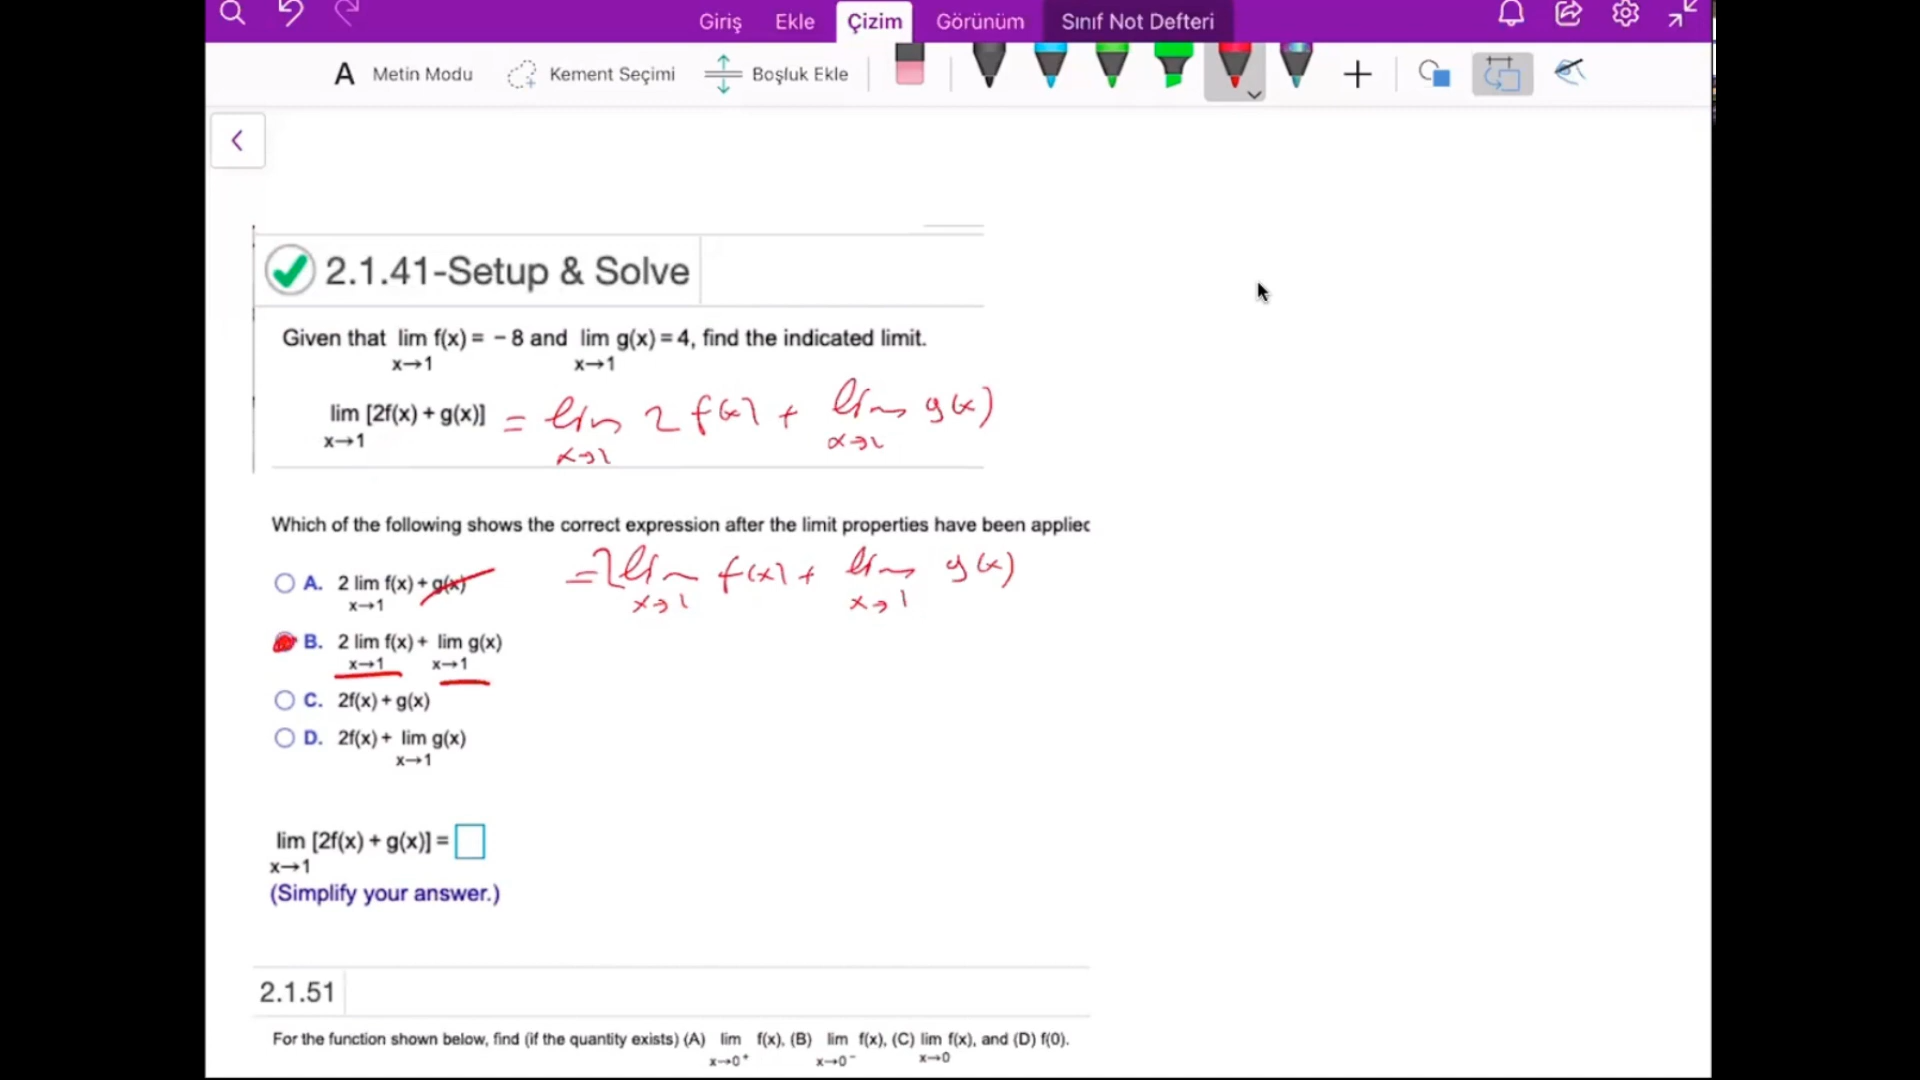 Giriş Ekle Çizim Görünüm Sınıf Not Defteri
A Metin Modu Kement Seçimi Boşluk Ekle
2.1.41-Setup & Solve
Given that lim f(x) = − 8 and lim g(x) = 4, find the indicated limit.
x→1 x→1
lim [2f(x) + g(x)] = lim 2 f(x) + lim g(x)
x→1 x→1 x→1
Which of the following shows the correct expression after the limit properties have been applied
= 2 lim f(x) + lim g(x)
x→1 x→1
A. 2 lim f(x) + g(x)
x→1
B. 2 lim f(x) + lim g(x)
x→1 x→1
C. 2f(x) + g(x)
D. 2f(x) + lim g(x)
x→1
lim [2f(x) + g(x)] =
x→1
(Simplify your answer.)
2.1.51
For the function shown below, find (if the quantity exists) (A) lim f(x), (B) lim f(x), (C) lim f(x), and (D) f(0).
x→0⁺ x→0⁻ x→0